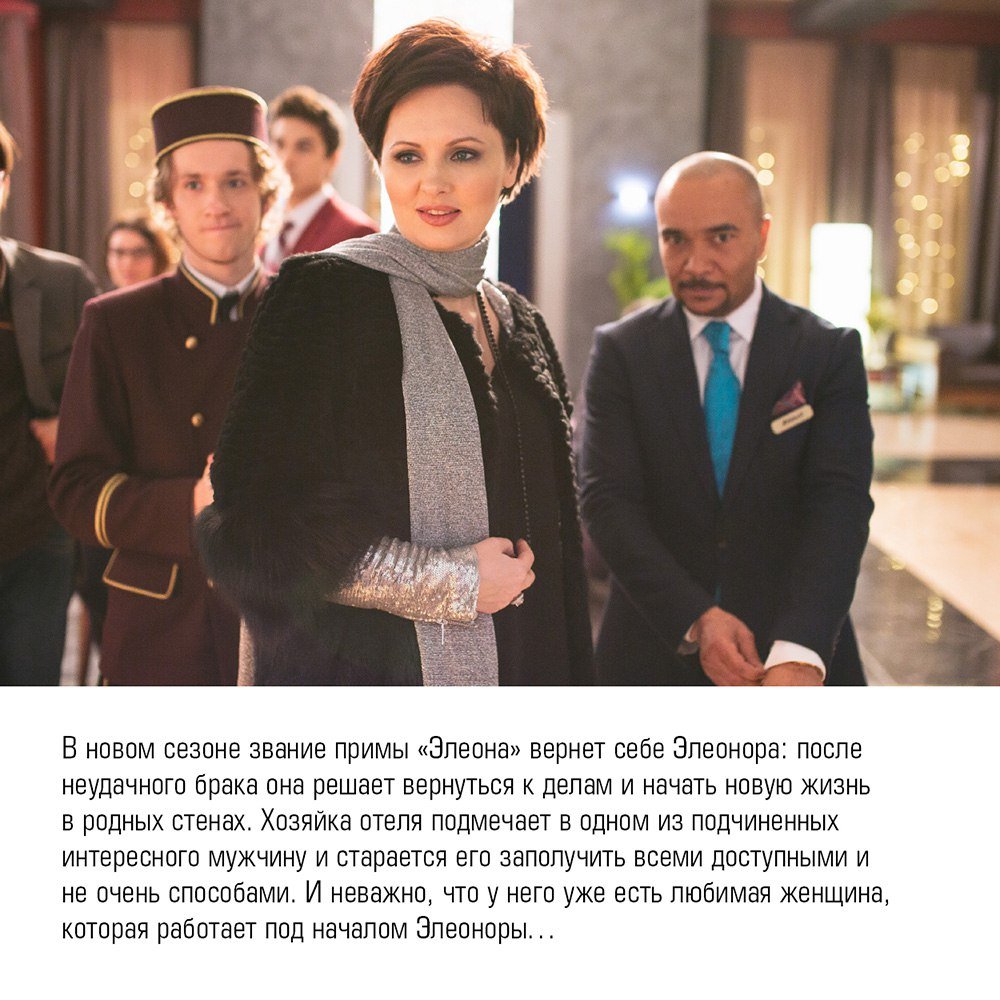 В новом сезоне звание примы «Элеона» вернет себе Элеонора: после
неудачного брака она решает вернуться к делам и начать новую жизнь
в родных стенах. Хозяйка отеля подмечает в одном из подчиненных
интересного мужчину и старается его заполучить всеми доступными и
не очень способами. И неважно, что у него уже есть любимая женщина,
которая работает под началом Элеоноры...